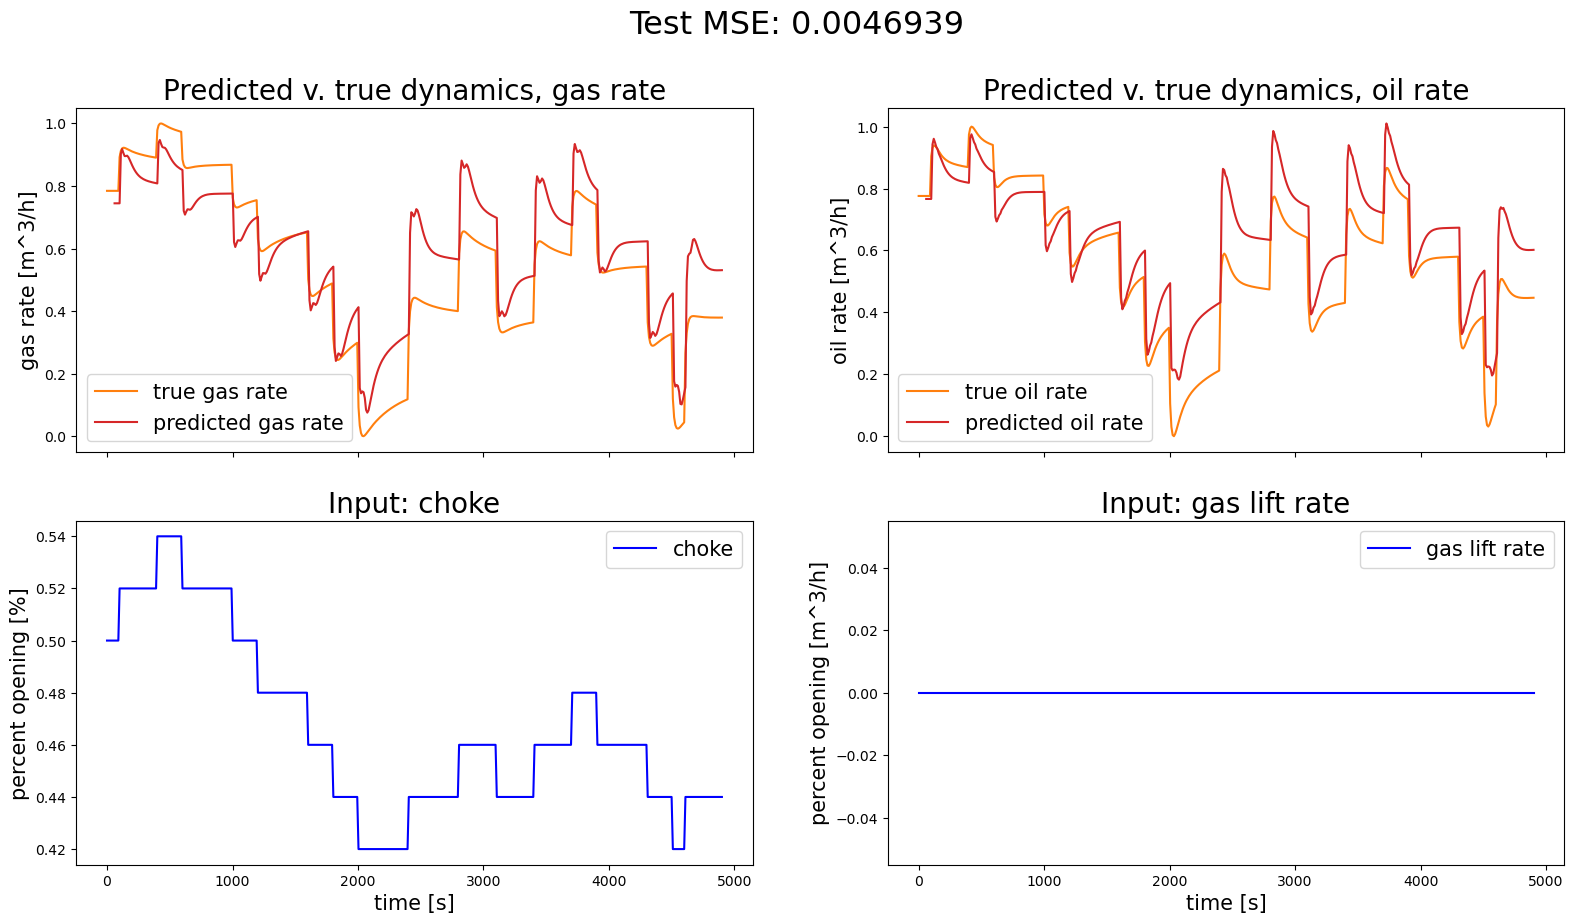 Test MSE: 0.0046939
Predicted v. true dynamics, gas rate
gas rate [m^3/h]
1.0
0.8
0.6
0.4
0.2
0.0
true gas rate
predicted gas rate
Predicted v. true dynamics, oil rate
oil rate [m^3/h]
1.0
0.8
0.6
0.4
0.2
0.0
true oil rate
predicted oil rate
Input: choke
percent opening [%]
0.54
0.52
0.50
0.48
0.46
0.44
0.42
choke
0 1000 2000 3000 4000 5000
time [s]
Input: gas lift rate
percent opening [m^3/h]
0.04
0.02
0.00
−0.02
−0.04
gas lift rate
0 1000 2000 3000 4000 5000
time [s]